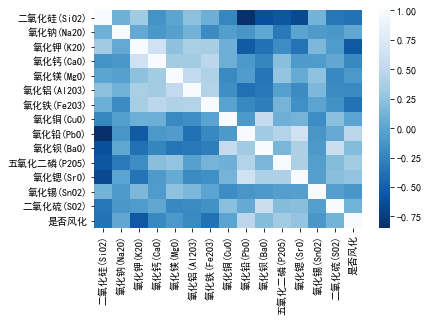 二氧化硅(SiO2)
氧化钠(Na2O)
氧化钾(K2O)
氧化钙(CaO)
氧化镁(MgO)
氧化铝(Al2O3)
氧化铁(Fe2O3)
氧化铜(CuO)
氧化铅(PbO)
氧化钡(BaO)
五氧化二磷(P2O5)
氧化锶(SrO)
氧化锡(SnO2)
二氧化硫(SO2)
是否风化
二氧化硅(SiO2)
氧化钠(Na2O)
氧化钾(K2O)
氧化钙(CaO)
氧化镁(MgO)
氧化铝(Al2O3)
氧化铁(Fe2O3)
氧化铜(CuO)
氧化铅(PbO)
氧化钡(BaO)
五氧化二磷(P2O5)
氧化锶(SrO)
氧化锡(SnO2)
二氧化硫(SO2)
是否风化
1.00
0.75
0.50
0.25
0.00
−0.25
−0.50
−0.75